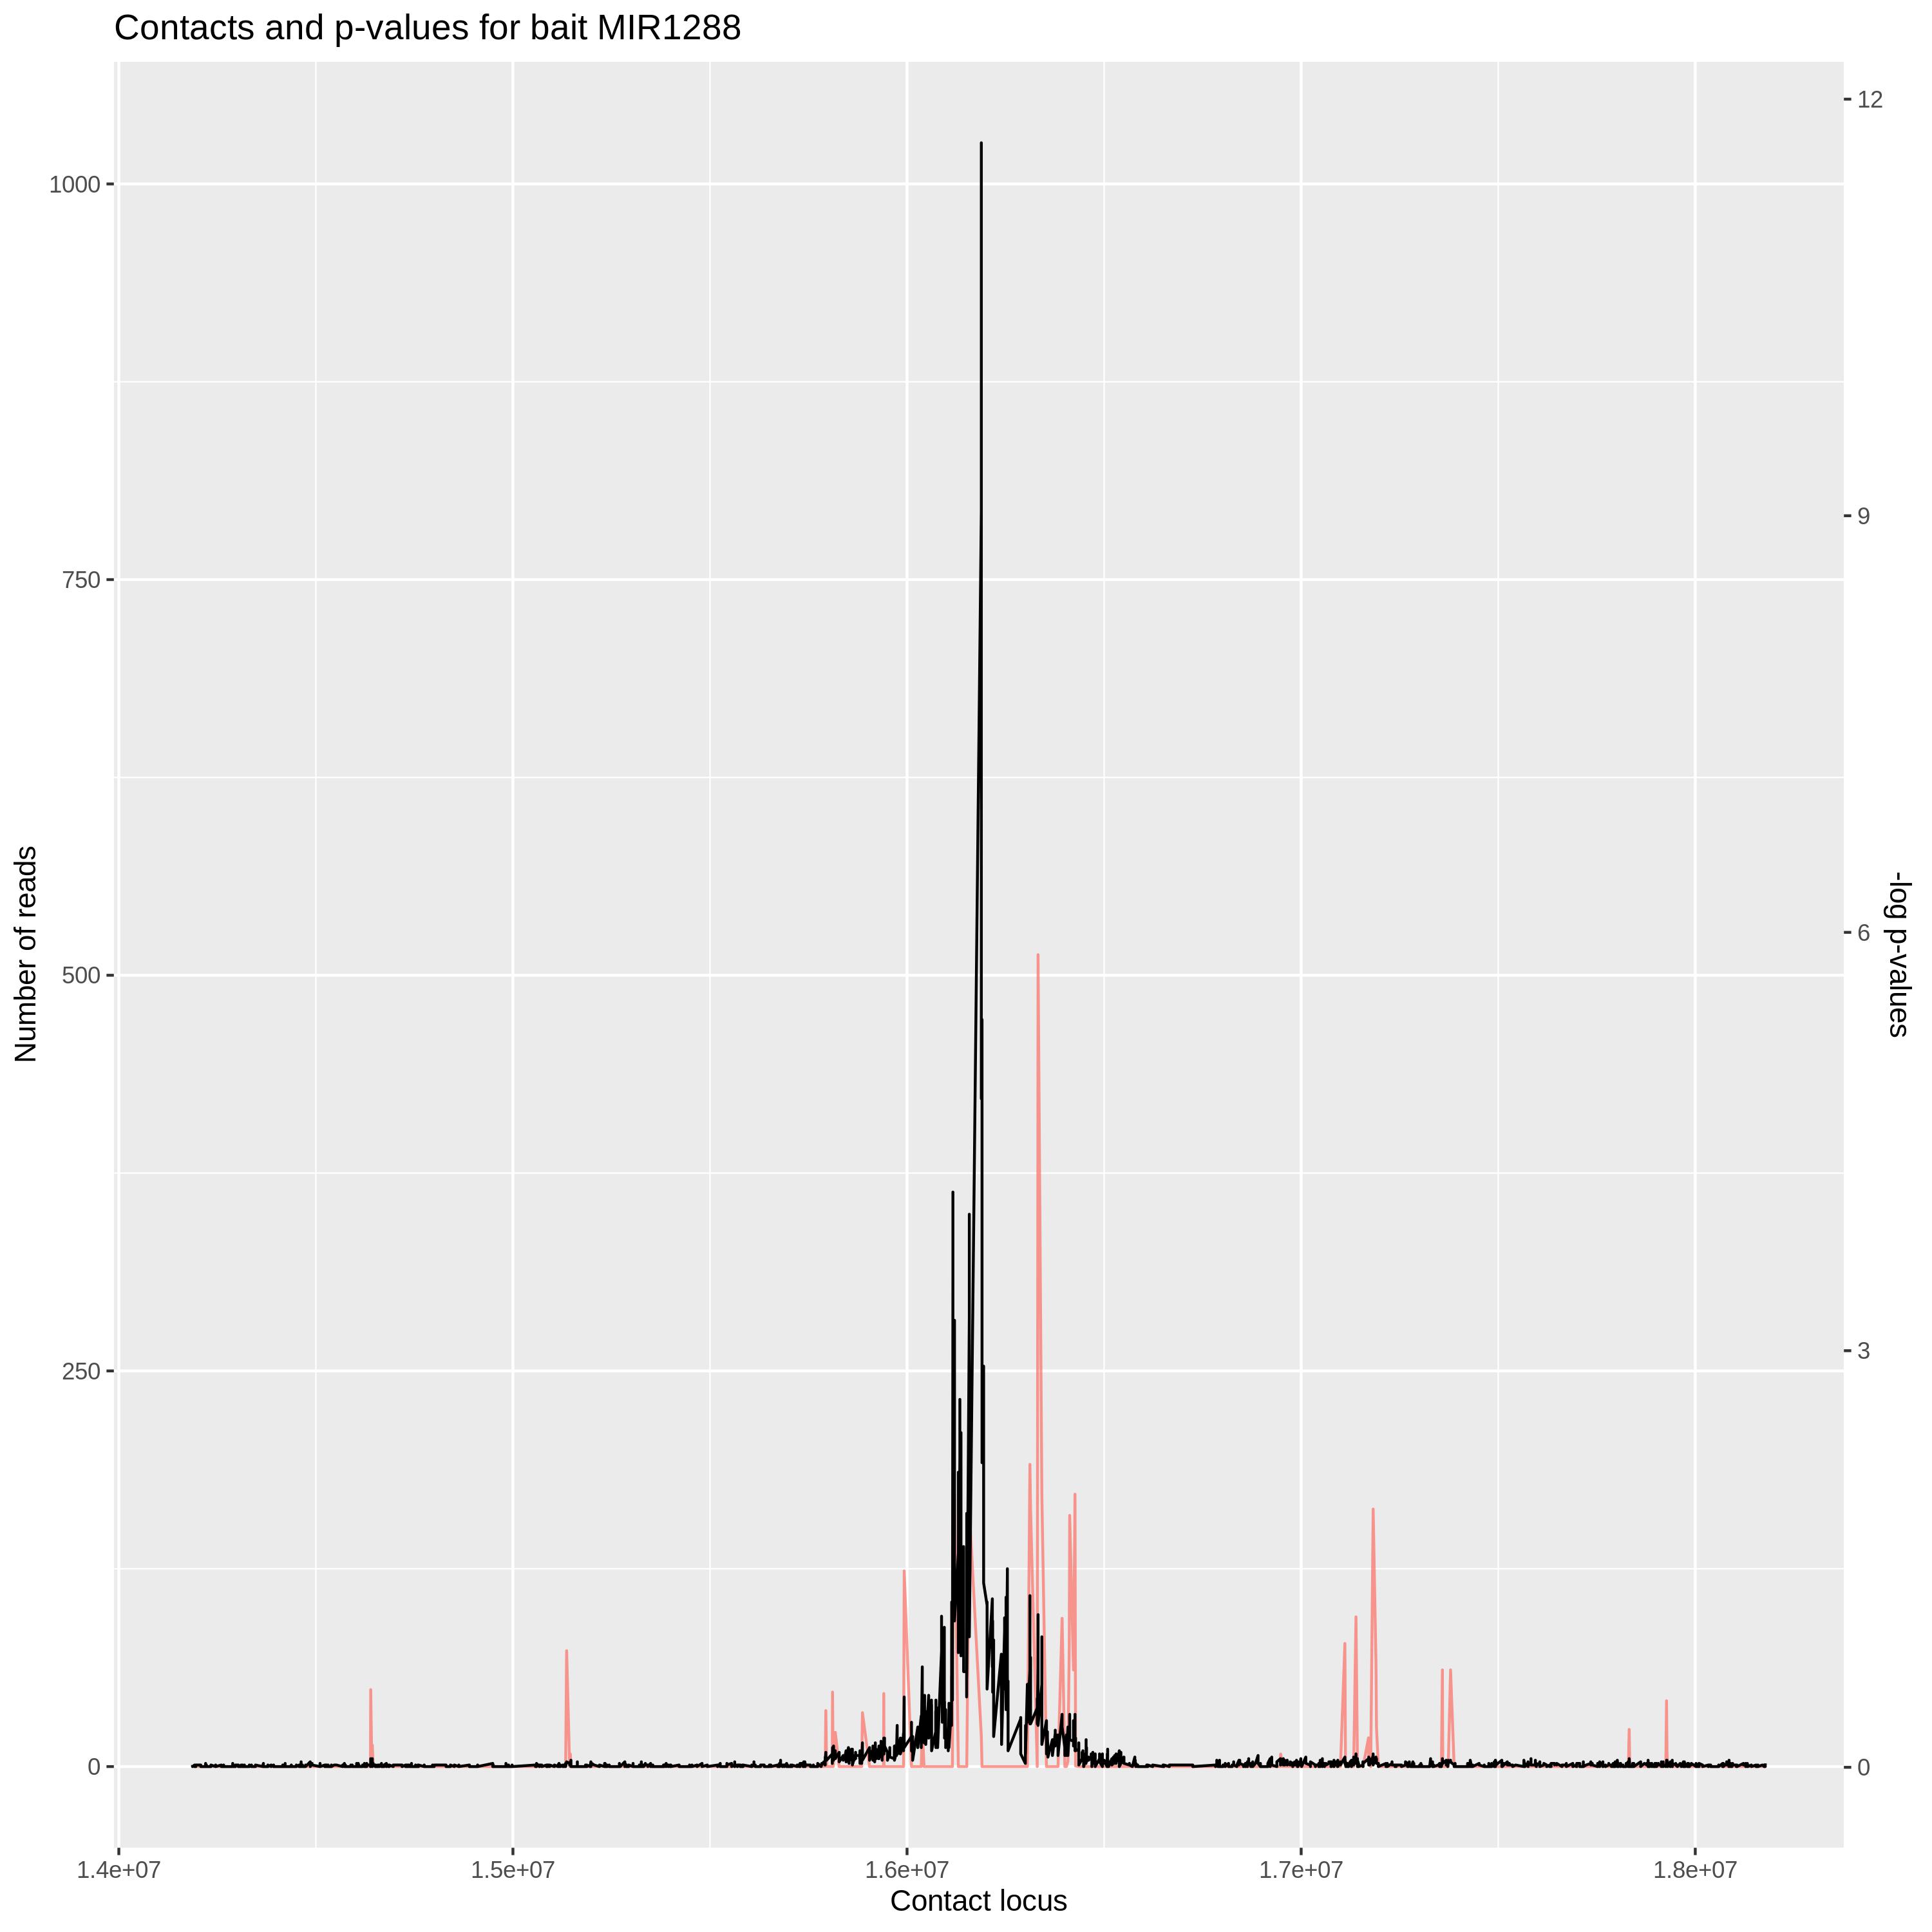 Contacts and p-values for bait MIR1288
12
1000
9
750
Number of reads
-log p-values
6
500
3
250
0
0
1.4e+07
1.5e+07
1.6e+07
1.7e+07
1.8e+07
Contact locus